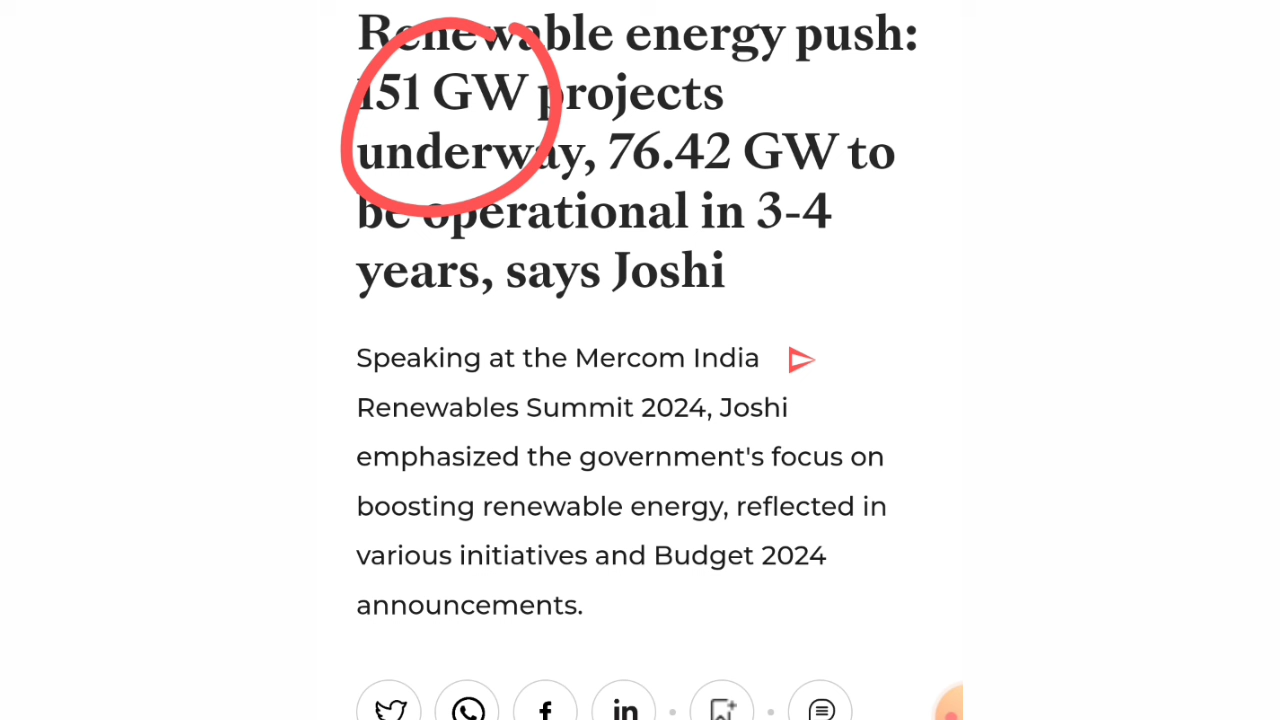 Renewable energy push:
151 GW projects
underway, 76.42 GW to
be operational in 3-4
years, says Joshi
Speaking at the Mercom India
Renewables Summit 2024, Joshi
emphasized the government's focus on
boosting renewable energy, reflected in
various initiatives and Budget 2024
announcements.
f in